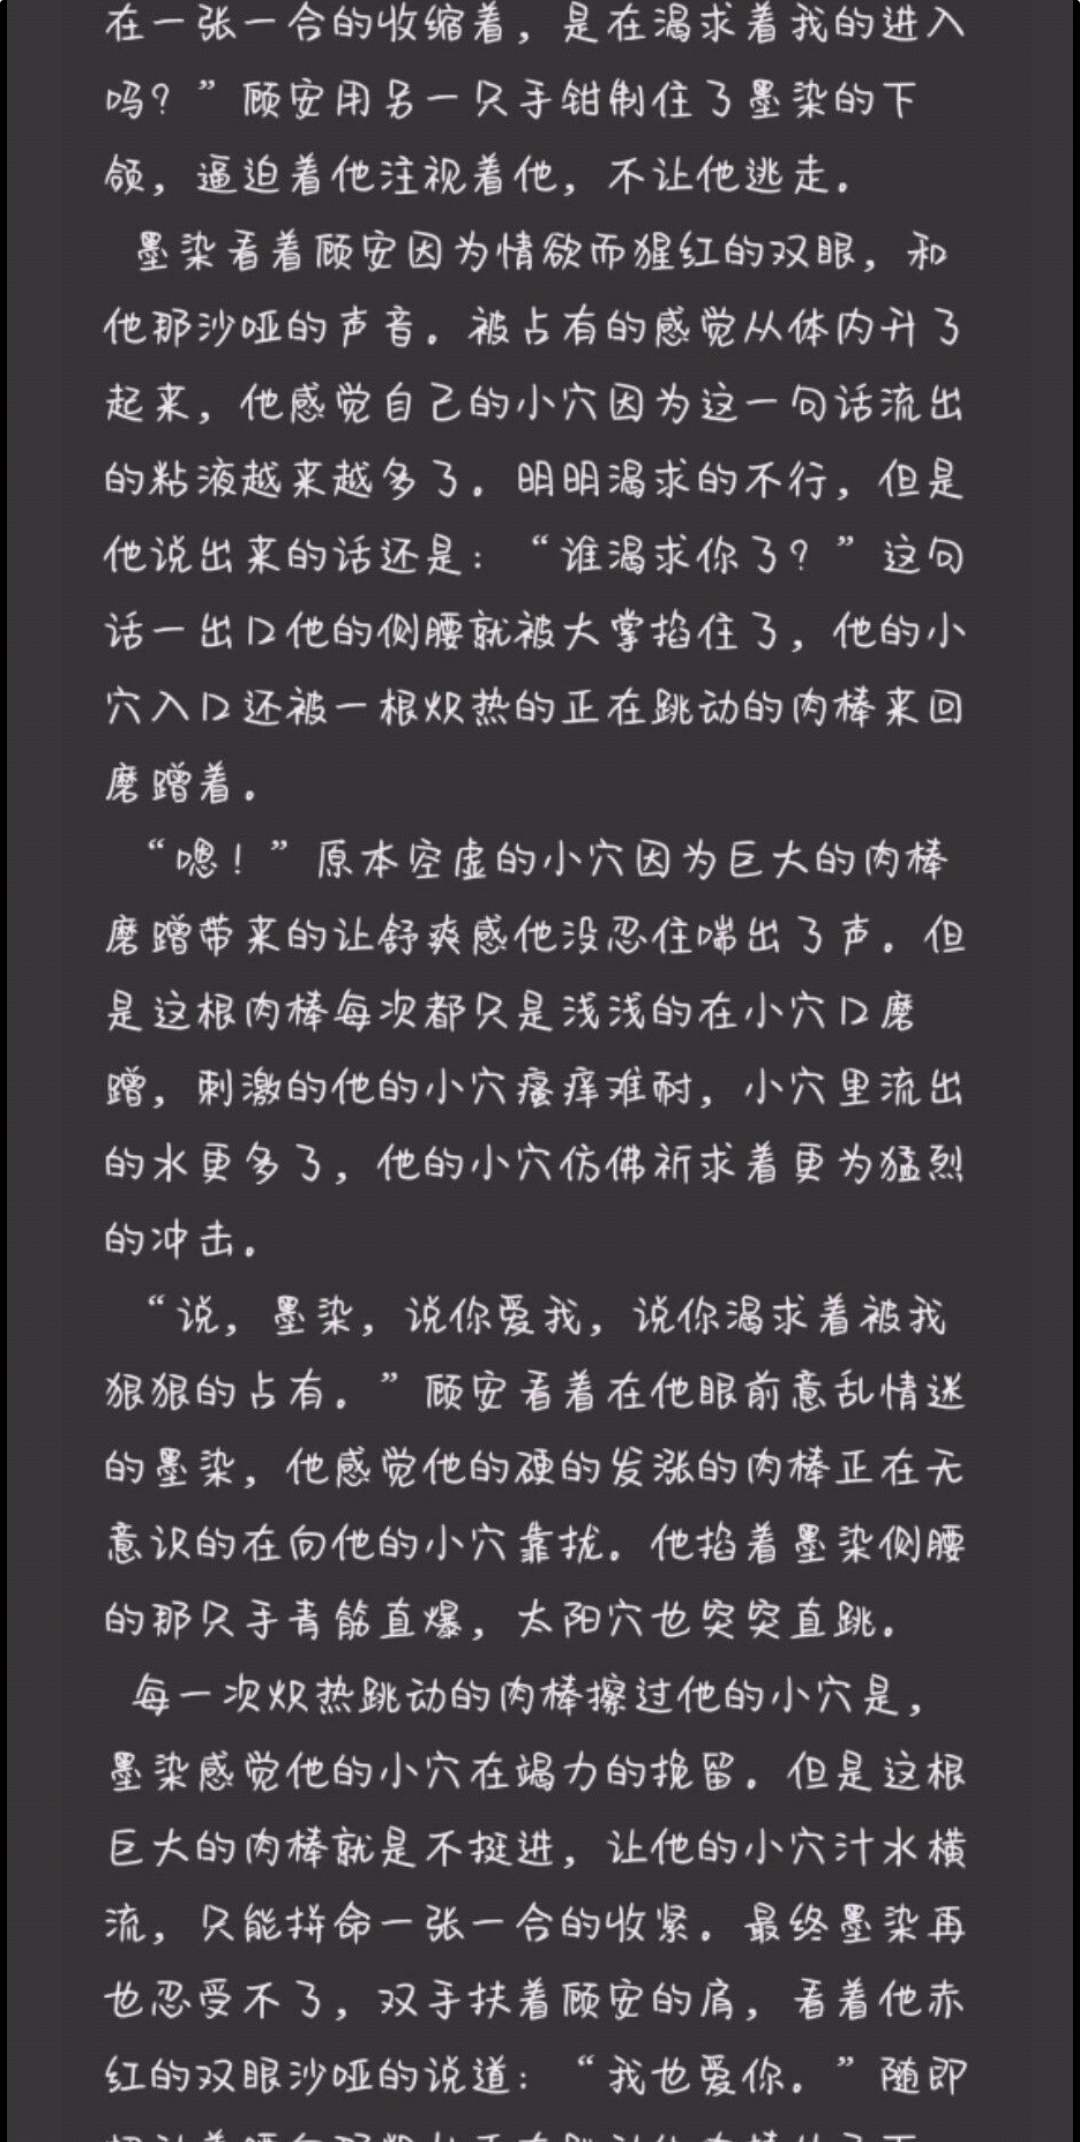 在一张一合的收缩着，是在渴求着我的进入
吗？”顾安用另一只手钳制住了墨染的下
颌，逼迫着他注视着他，不让他逃走。
墨染看着顾安因为情欲而猩红的双眼，和
他那沙哑的声音。被占有的感觉从体内升了
起来，他感觉自己的小穴因为这一句话流出
的粘液越来越多了。明明渴求的不行，但是
他说出来的话还是：“谁渴求你了？”这句
话一出口他的侧腰就被大掌掐住了，他的小
穴入口还被一根炽热的正在跳动的肉棒来回
磨蹭着。
“嗯！”原本空虚的小穴因为巨大的肉棒
磨蹭带来的让舒爽感他没忍住喘出了声。但
是这根肉棒每次都只是浅浅的在小穴口磨
蹭，刺激的他的小穴瘙痒难耐，小穴里流出
的水更多了，他的小穴仿佛祈求着更为猛烈
的冲击。
“说，墨染，说你爱我，说你渴求着被我
狠狠的占有。”顾安看着在他眼前意乱情迷
的墨染，他感觉他的硬的发涨的肉棒正在无
意识的在向他的小穴靠拢。他掐着墨染侧腰
的那只手青筋直爆，太阳穴也突突直跳。
每一次炽热跳动的肉棒擦过他的小穴是，
墨染感觉他的小穴在竭力的挽留。但是这根
巨大的肉棒就是不挺进，让他的小穴汁水横
流，只能拼命一张一合的收紧。最终墨染再
也忍受不了，双手扶着顾安的肩，看着他赤
红的双眼沙哑的说道：“我也爱你。”随即